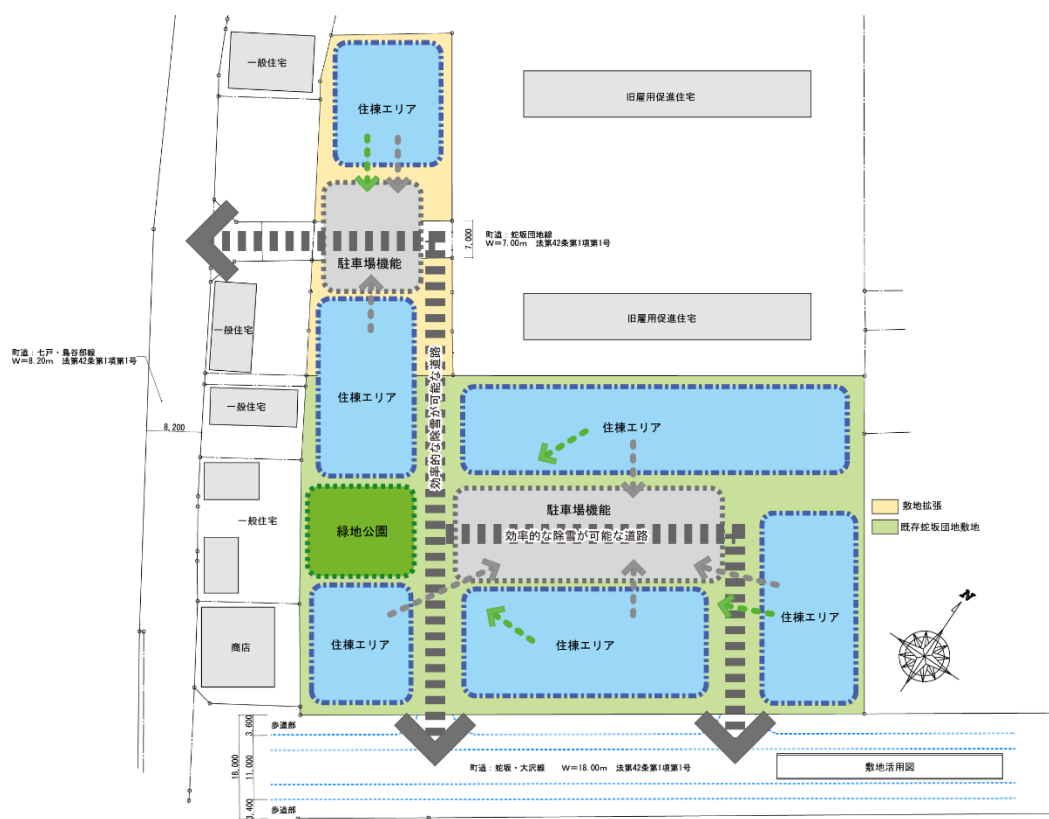 一般住宅
住棟エリア
旧雇用促進住宅
町道：蛇坂団地線
W=7.00m 法第42条第1項第1号
7,000
駐車場機能
旧雇用促進住宅
一般住宅
町道：七戸・鳥谷部線
W=8.20m 法第42条第1項第1号
効率的な除雪が可能な道路
住棟エリア
一般住宅
8,200
住棟エリア
駐車場機能
効率的な除雪が可能な道路
敷地拡張
既存蛇坂団地敷地
一般住宅
緑地公園
N
商店
住棟エリア
住棟エリア
住棟エリア
3,600
歩道部
18,000
11,000
町道：蛇坂・大沢線 W=18.00m 法第42条第1項第1号
敷地活用図
3,400
歩道部